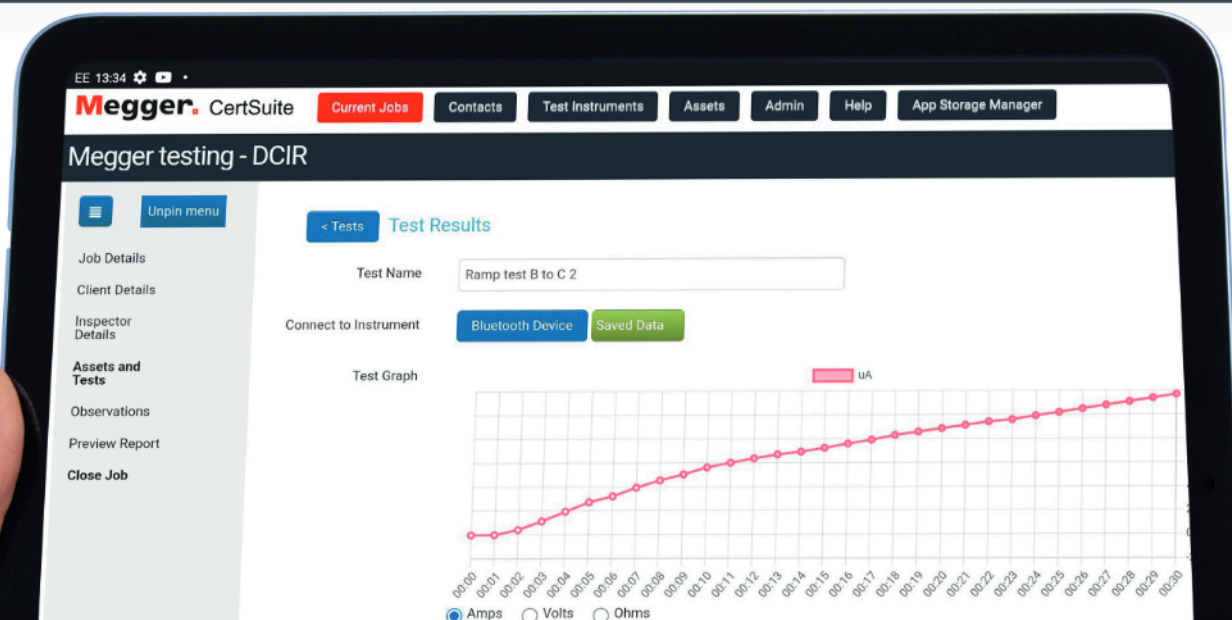 EE 13:34
Megger. CertSuite Current Jobs Contacts Test Instruments Assets Admin Help App Storage Manager
Megger testing - DCIR
Unpin menu
< Tests Test Results
Job Details
Client Details
Inspector
Details
Assets and
Tests
Observations
Preview Report
Close Job
Test Name Ramp test B to C 2
Connect to Instrument Bluetooth Device Saved Data
Test Graph
uA
00:00 00:01 00:02 00:03 00:04 00:05 00:06 00:07 00:08 00:09 00:10 00:11 00:12 00:13 00:14 00:15 00:16 00:17 00:18 00:19 00:20 00:21 00:22 00:23 00:24 00:25 00:26 00:27 00:28 00:29 00:30
Amps Volts Ohms